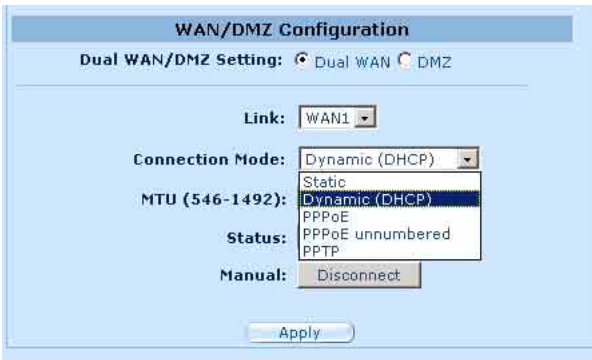 WAN/DMZ Configuration
Dual WAN/DMZ Setting: Dual WAN DMZ
Link: WAN1
Connection Mode: Dynamic (DHCP)
Static
MTU (546-1492): Dynamic (DHCP)
PPPoE
Status: PPPoE unnumbered
PPTP
Manual: Disconnect
Apply